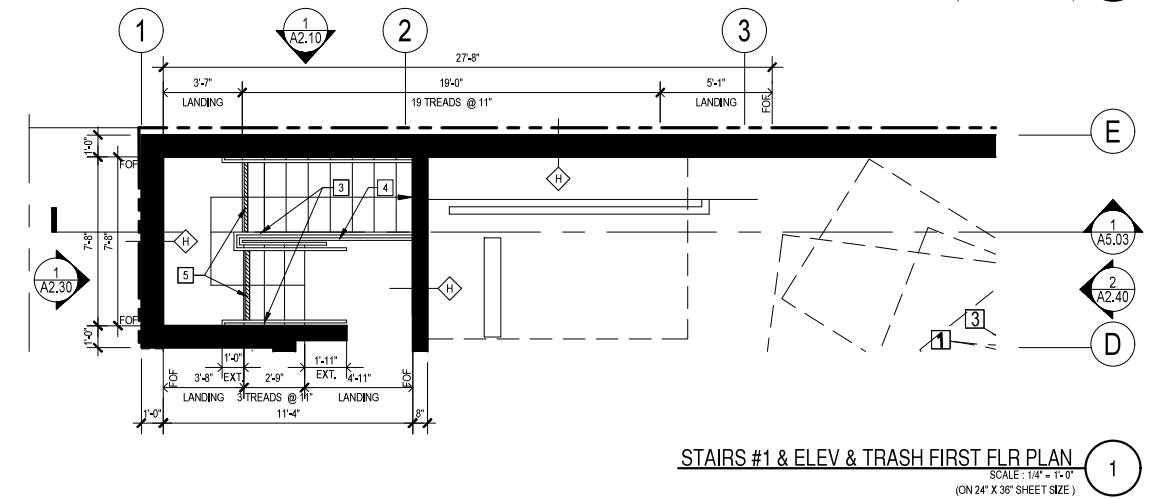 1
1
A2.10
2
3
27'-8"
3'-7"
19'-0"
5'-1"
LANDING
19 TREADS @ 11"
LANDING
FOF
E
1'-0"
FOF
H
3
4
7'-8"
7'-8"
H
1
A5.03
5
1
A2.30
H
2
A2.40
FOF
3
1
1'-0"
D
1'-0"
EXT.
1'-11"
EXT.
FOF
3'-8"
2'-9"
4'-11"
FOF
LANDING
3 TREADS @ 11"
LANDING
1'-0"
11'-4"
8"
STAIRS #1 & ELEV & TRASH FIRST FLR PLAN
1
SCALE : 1/4" = 1'- 0"
(ON 24" X 36" SHEET SIZE )